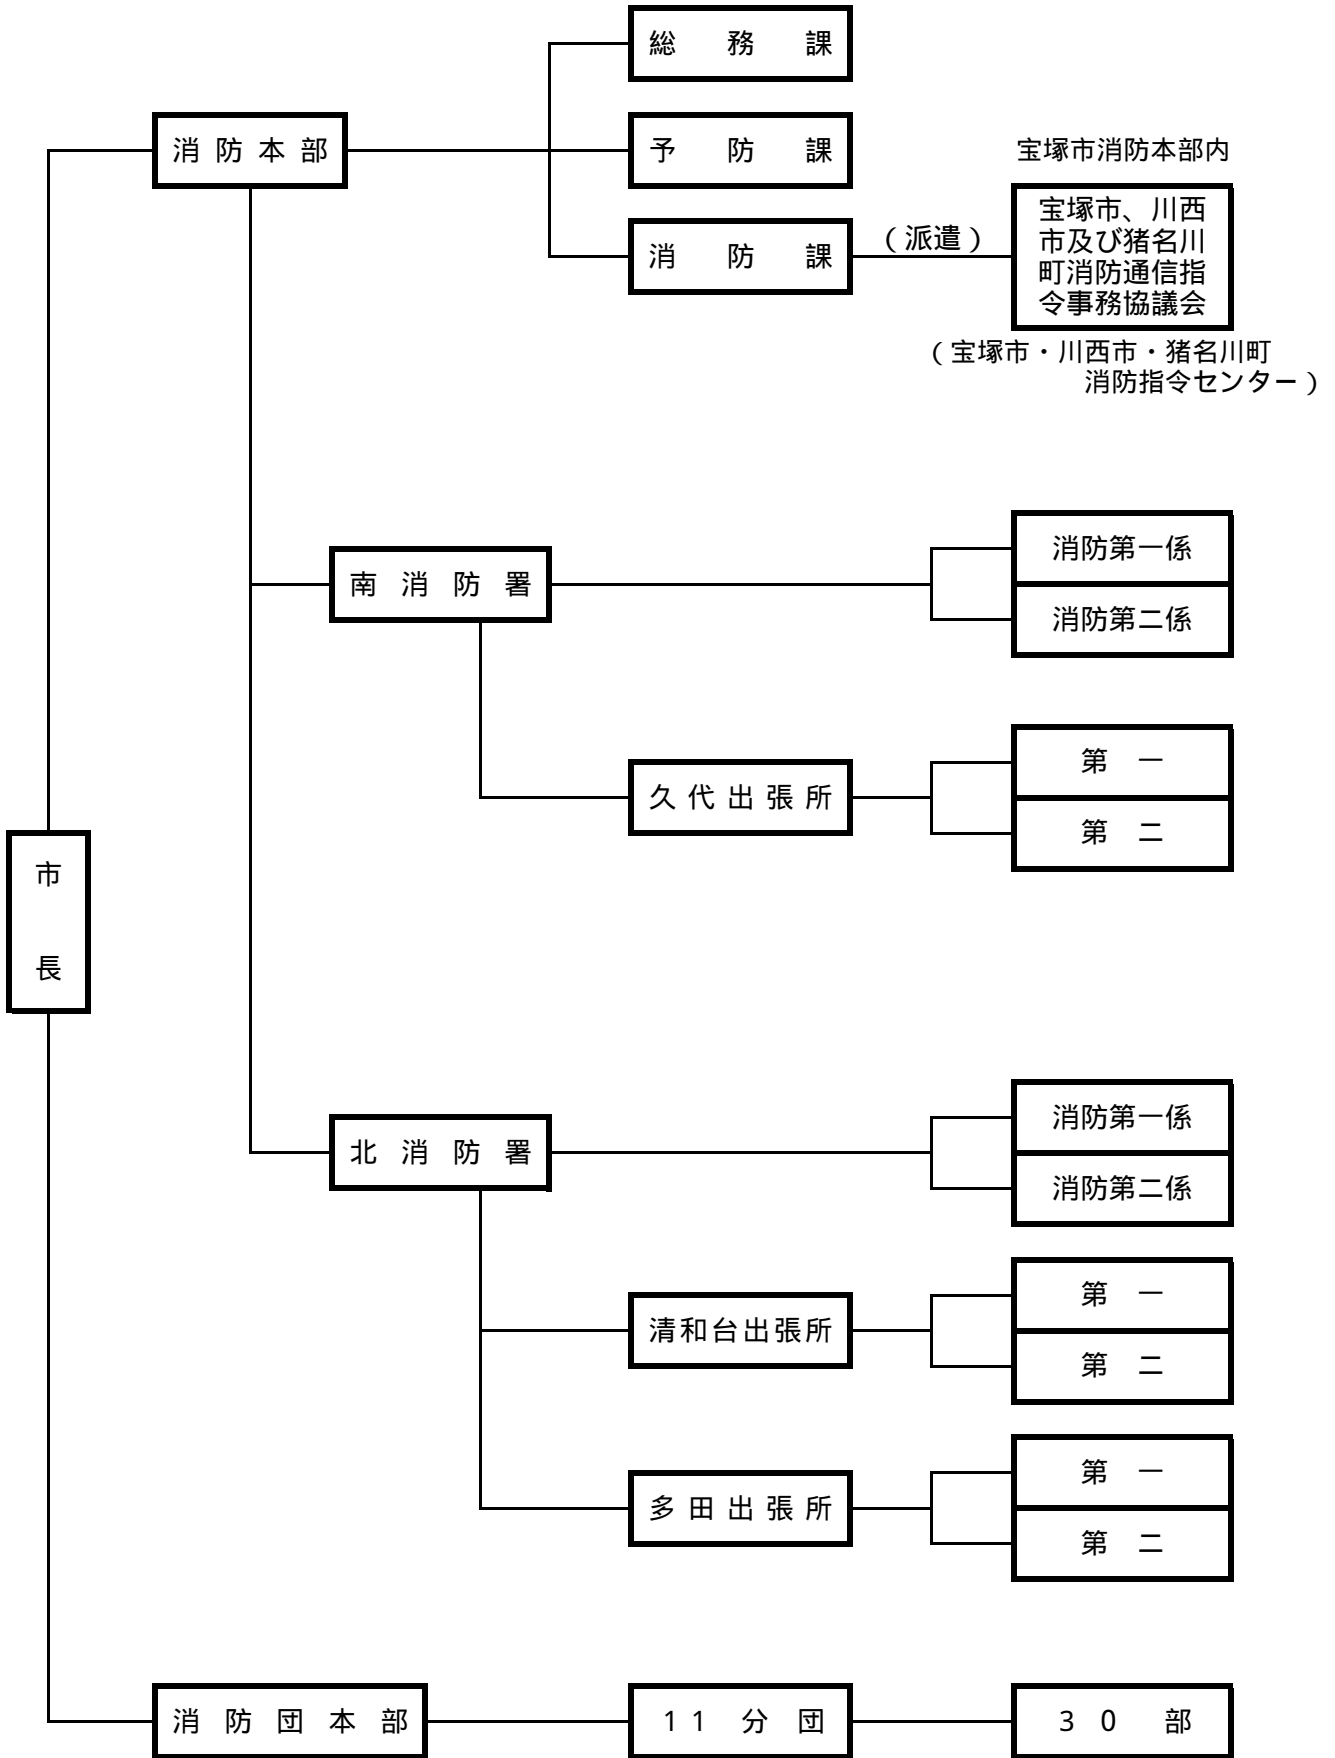 総務課
消防本部
予防課
宝塚市消防本部内
消防課
（派遣）
宝塚市、川西
市及び猪名川
町消防通信指
令事務協議会
（宝塚市・川西市・猪名川町
消防指令センター）
南消防署
消防第一係
消防第二係
久代出張所
第一
第二
市長
北消防署
消防第一係
消防第二係
清和台出張所
第一
第二
多田出張所
第一
第二
消防団本部
11分団
30部